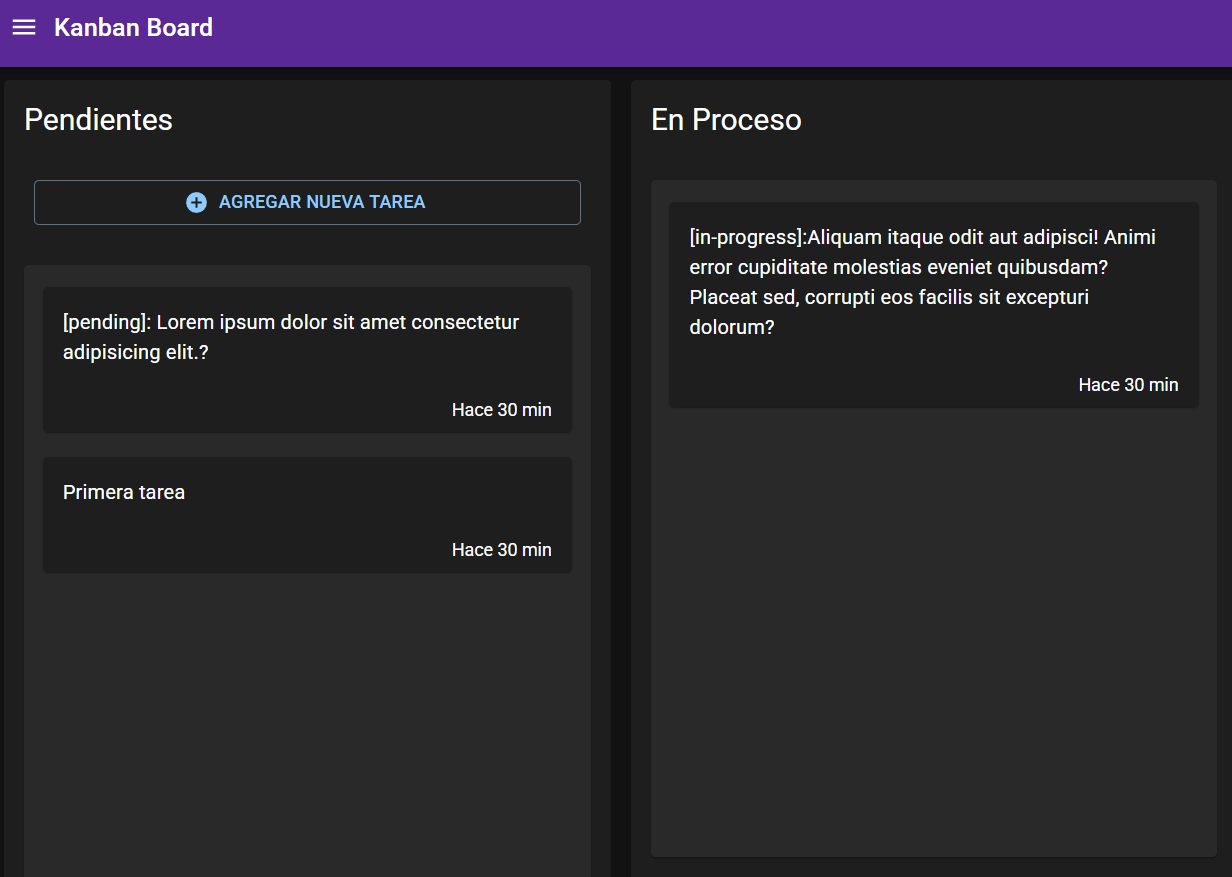 Kanban Board
Pendientes
AGREGAR NUEVA TAREA
[pending]: Lorem ipsum dolor sit amet consectetur
adipisicing elit.?
Hace 30 min
Primera tarea
Hace 30 min
En Proceso
[in-progress]:Aliquam itaque odit aut adipisci! Animi
error cupiditate molestias eveniet quibusdam?
Placeat sed, corrupti eos facilis sit excepturi
dolorum?
Hace 30 min